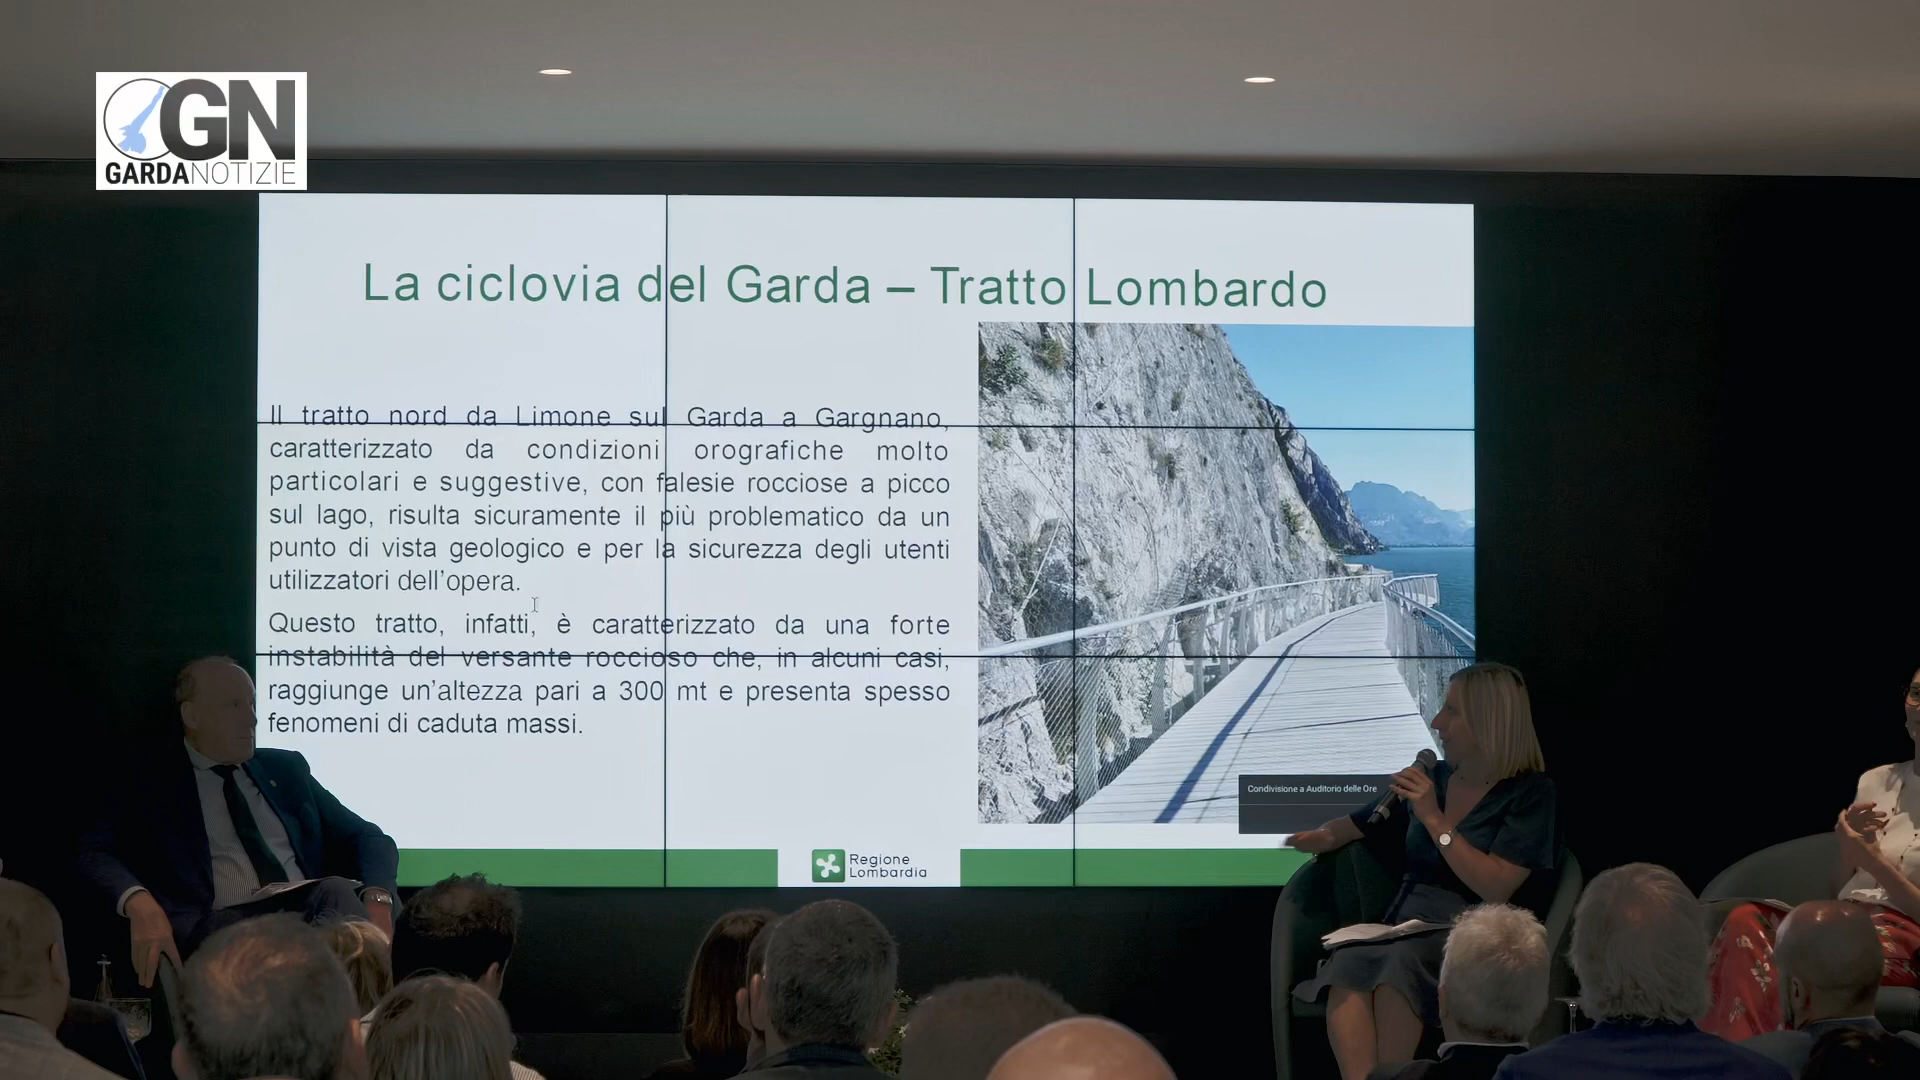 GN
GARDANOTIZIE
La ciclovia del Garda – Tratto Lombardo
Il tratto nord da Limone sul Garda a Gargnano,
caratterizzato da condizioni orografiche molto
particolari e suggestive, con falesie rocciose a picco
sul lago, risulta sicuramente il più problematico da un
punto di vista geologico e per la sicurezza degli utenti
utilizzatori dell’opera.
Questo tratto, infatti, è caratterizzato da una forte
instabilità del versante roccioso che, in alcuni casi,
raggiunge un’altezza pari a 300 mt e presenta spesso
fenomeni di caduta massi.
Condivisione a Auditorio delle Ore
Regione
Lombardia